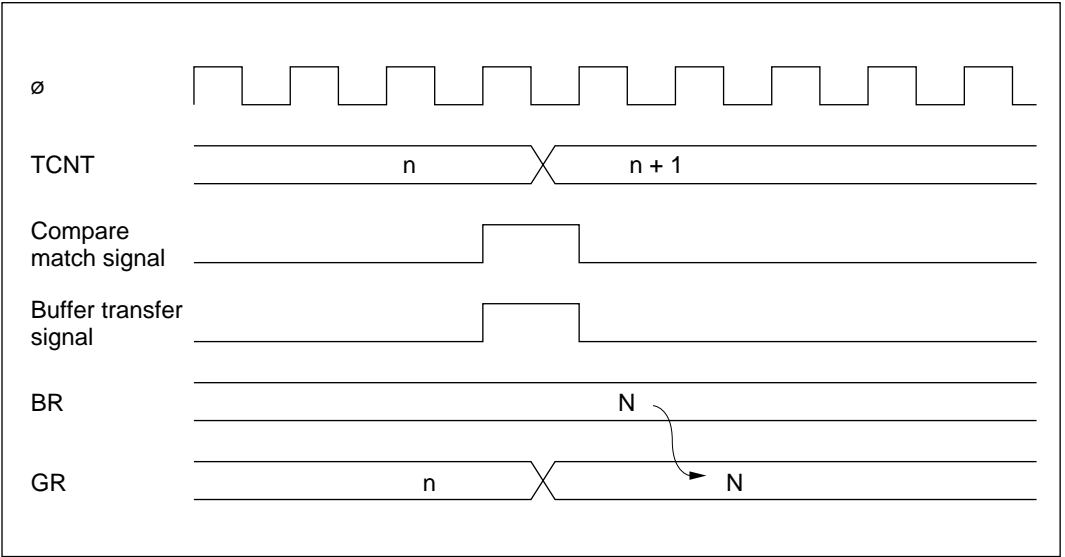 ø
TCNT n n + 1
Compare
match signal
Buffer transfer
signal
BR N
GR n N